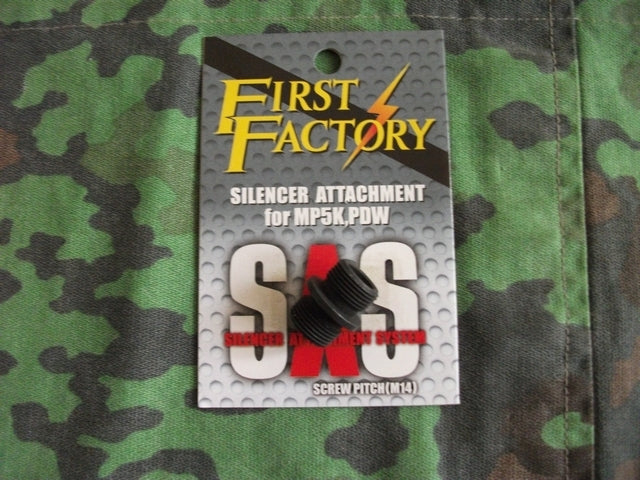 FIRST
FACTORY
SILENCER ATTACHMENT
for MP5K,PDW
SAS
SILENCER ATTACHMENT SYSTEM
SCREW PITCH(M14)